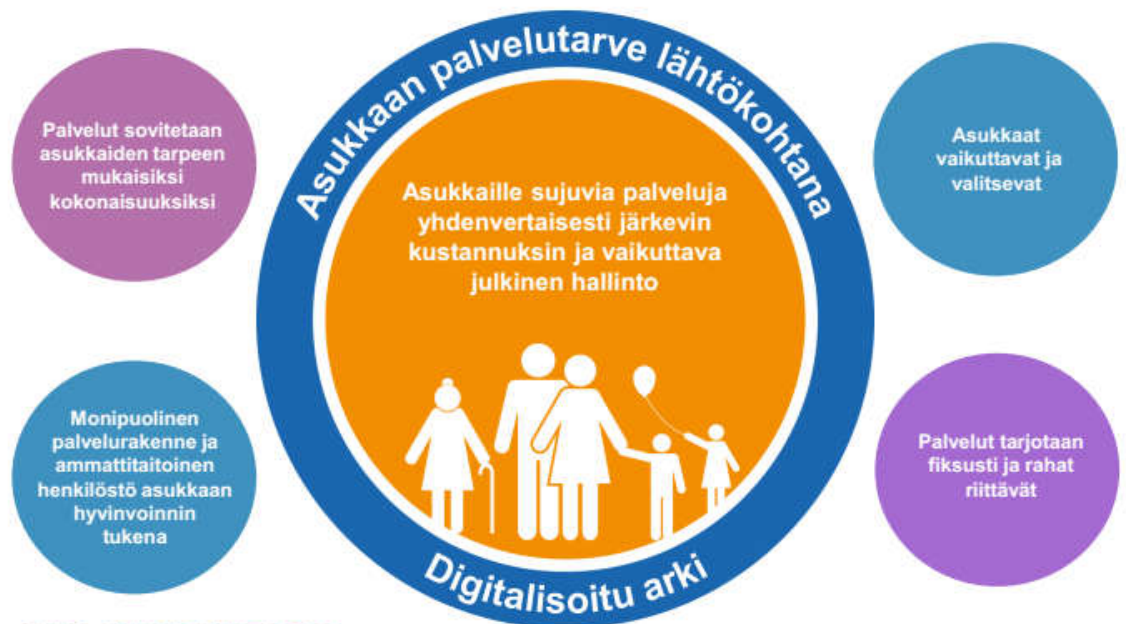 Asukkaan palvelutarve lähtökohtana
Palvelut sovitetaan
asukkaiden tarpeen
mukaisiksi
kokonaisuuksiksi
Asukkaille sujuvia palveluja
yhdenvertaisesti järkevin
kustannuksin ja vaikuttava
julkinen hallinto
Asukkaat
vaikuttavat ja
valitsevat
Monipuolinen
palvelurakenne ja
ammattitaitoinen
henkilöstö asukkaan
hyvinvoinnin
tukena
Palvelut tarjotaan
fiksusti ja rahat
riittävät
Digitalisoitu arki